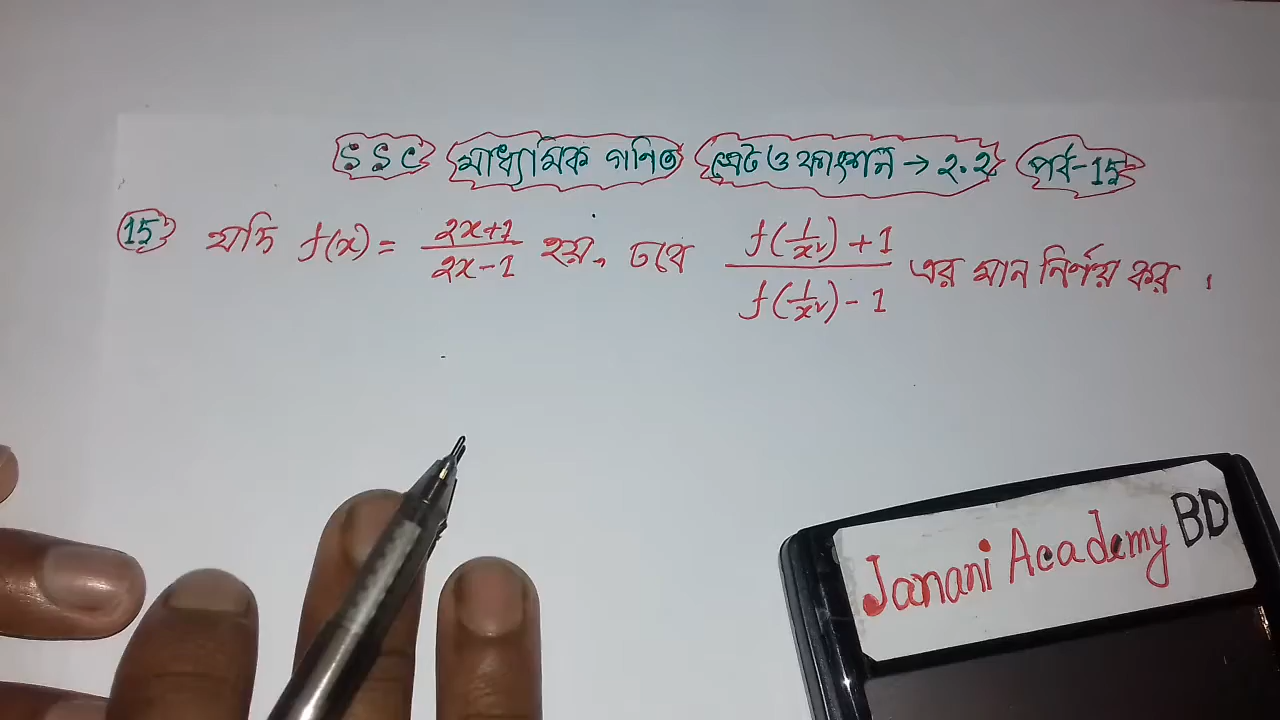 SSC মাধ্যমিক গণিত সেট ও ফাংশন → ২.২ পর্ব-15
15 যদি f(x) = (2x+1)/(2x-1) হয়, তবে (f(1/x²)+1)/(f(1/x²)-1) এর মান নির্ণয় কর।
Janani Academy BD